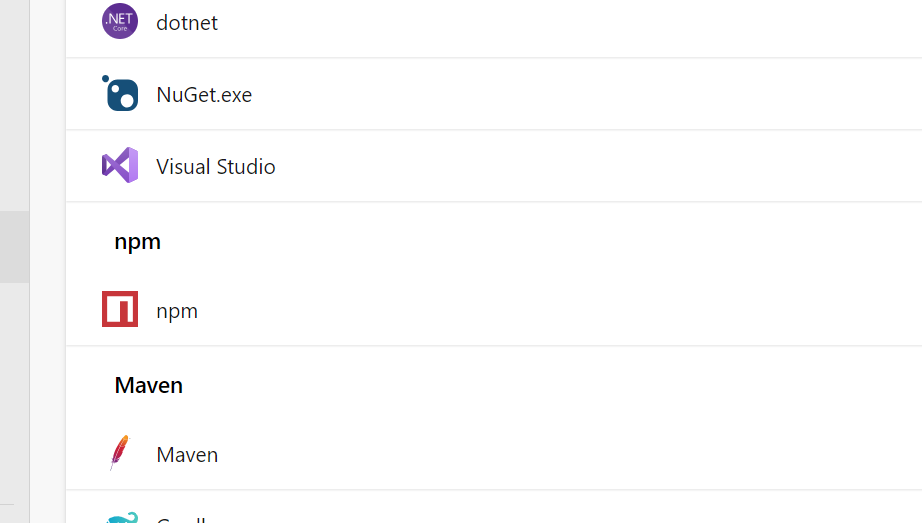 .NET
Core
dotnet
NuGet.exe
Visual Studio
npm
npm
Maven
Maven